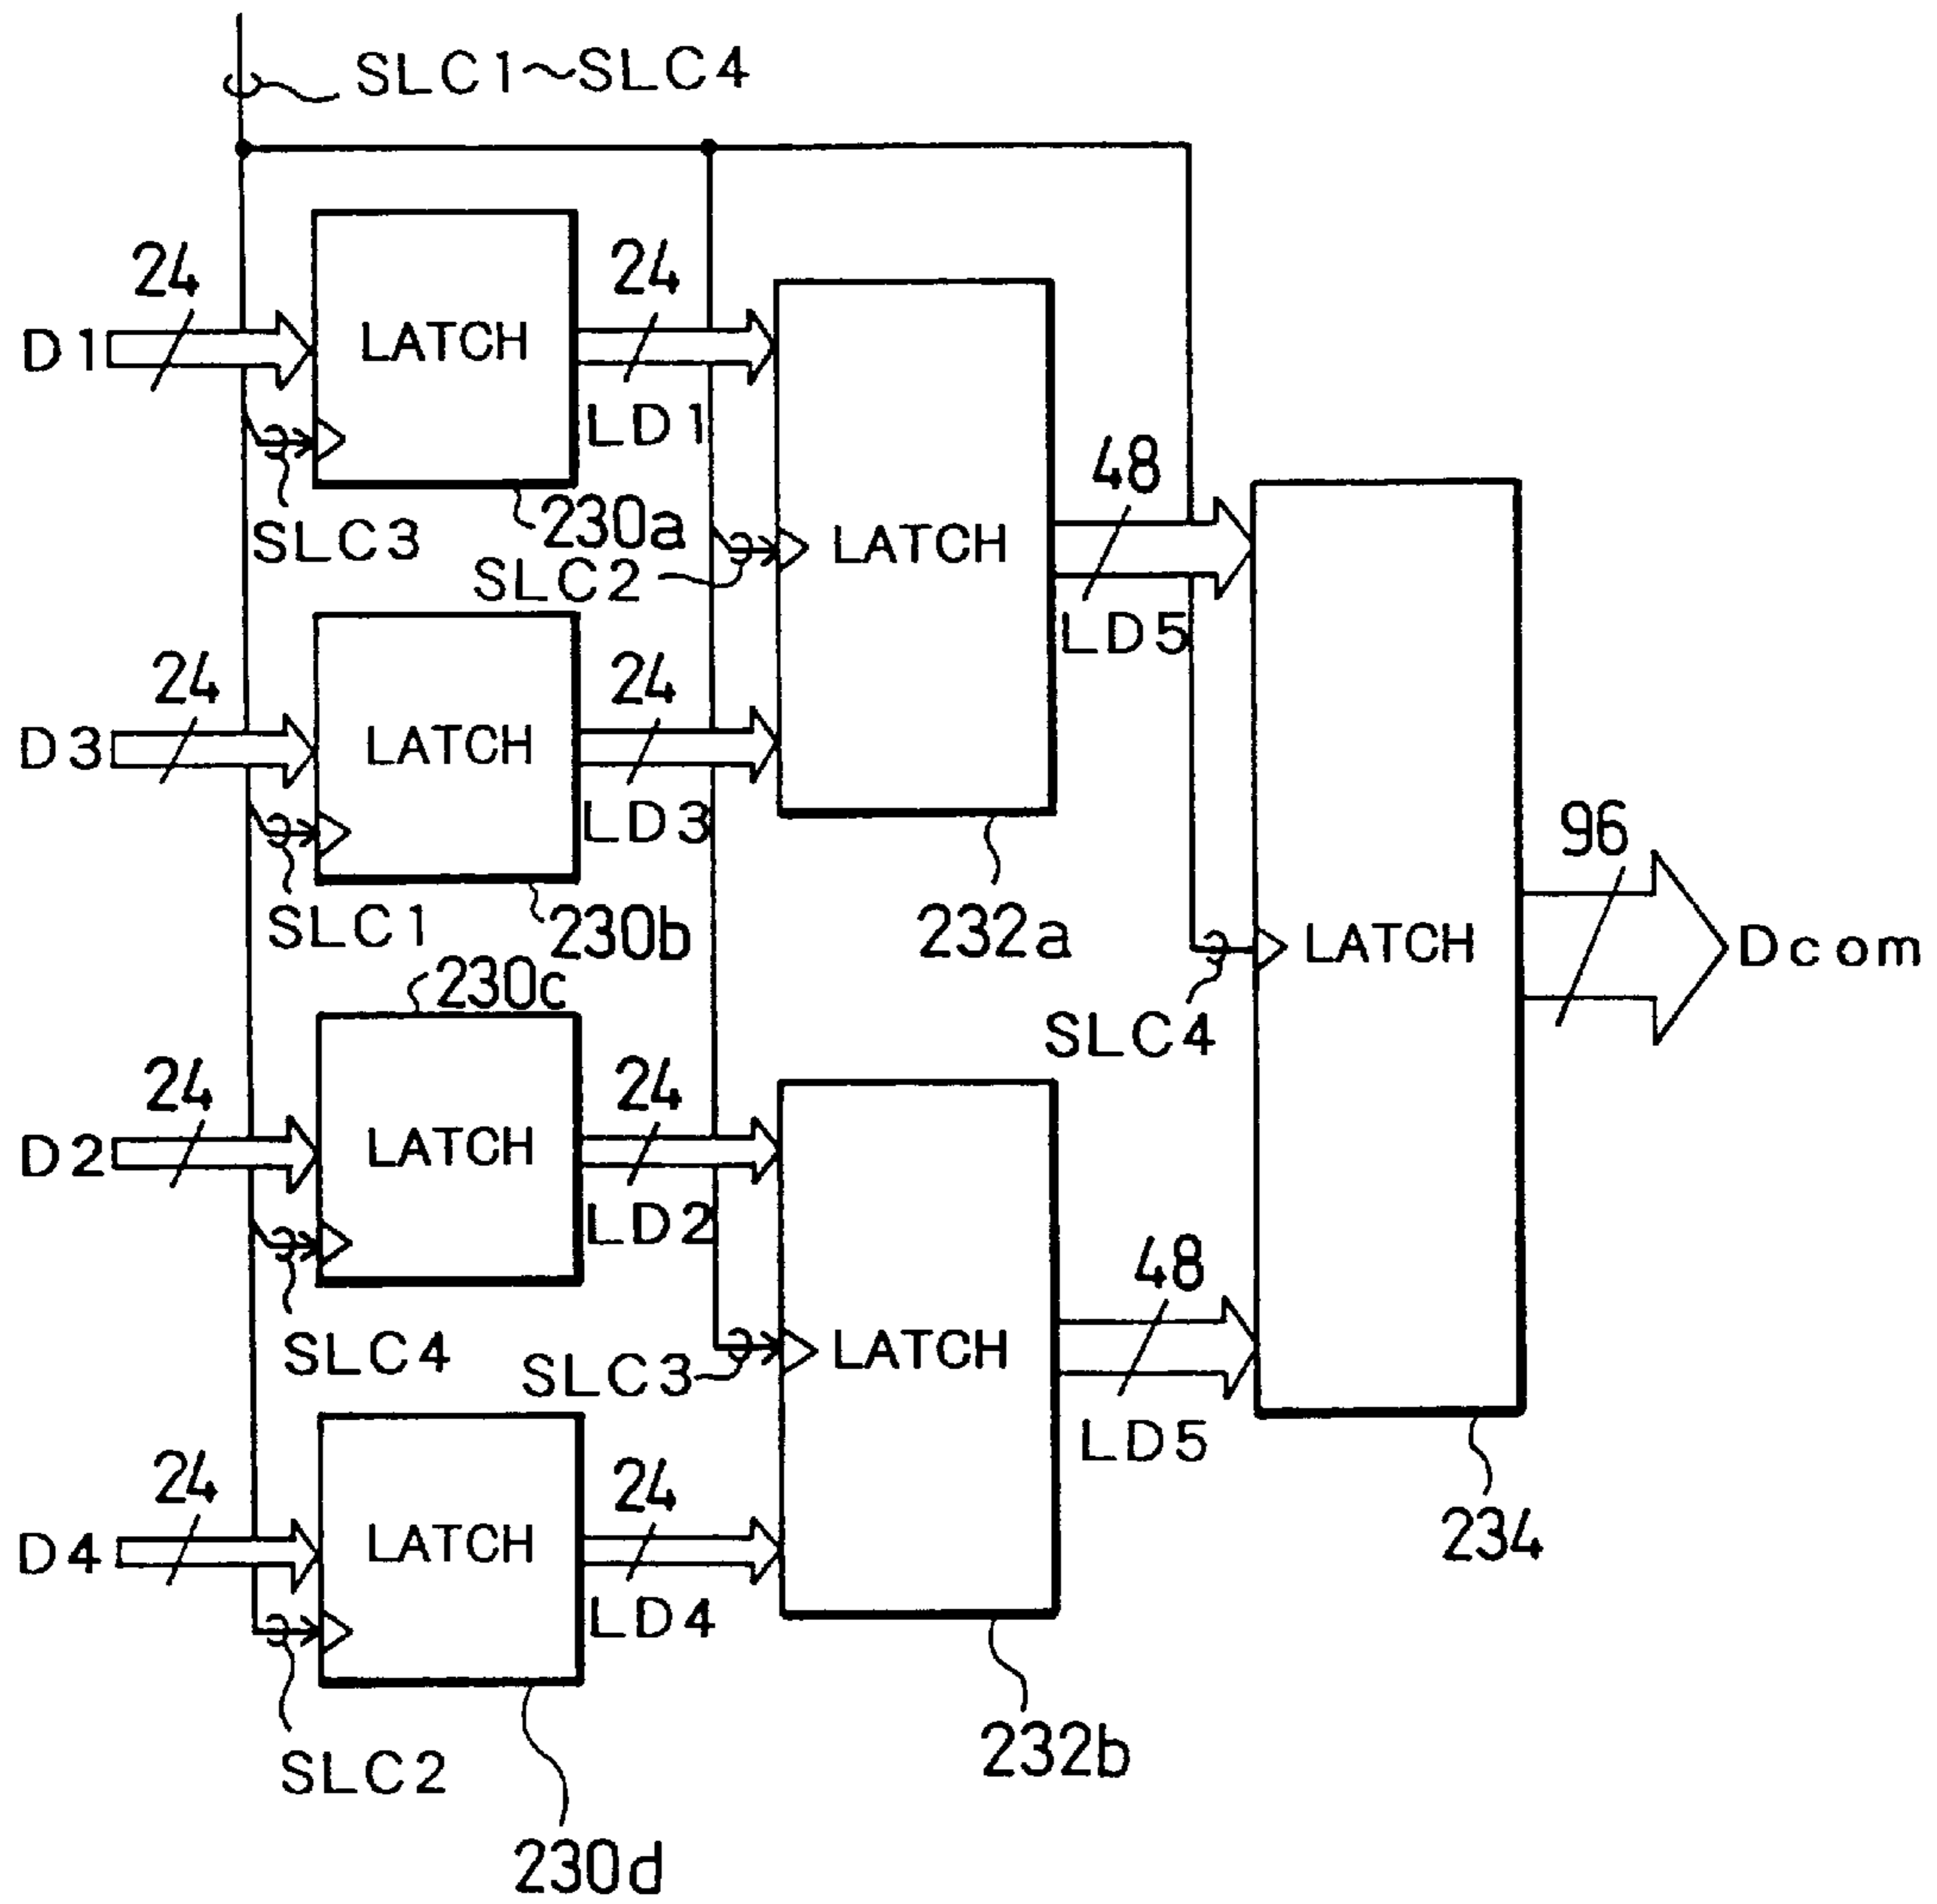 SLC1~SLC4
24
D1
LATCH
24
LD1
SLC3
230a
SLC2
LATCH
48
LD5
24
D3
LATCH
24
LD3
SLC1
230b
232a
96
LATCH
Dcom
SLC4
230c
24
D2
LATCH
24
LD2
SLC4
SLC3
LATCH
48
LD5
234
24
D4
LATCH
24
LD4
SLC2
232b
230d